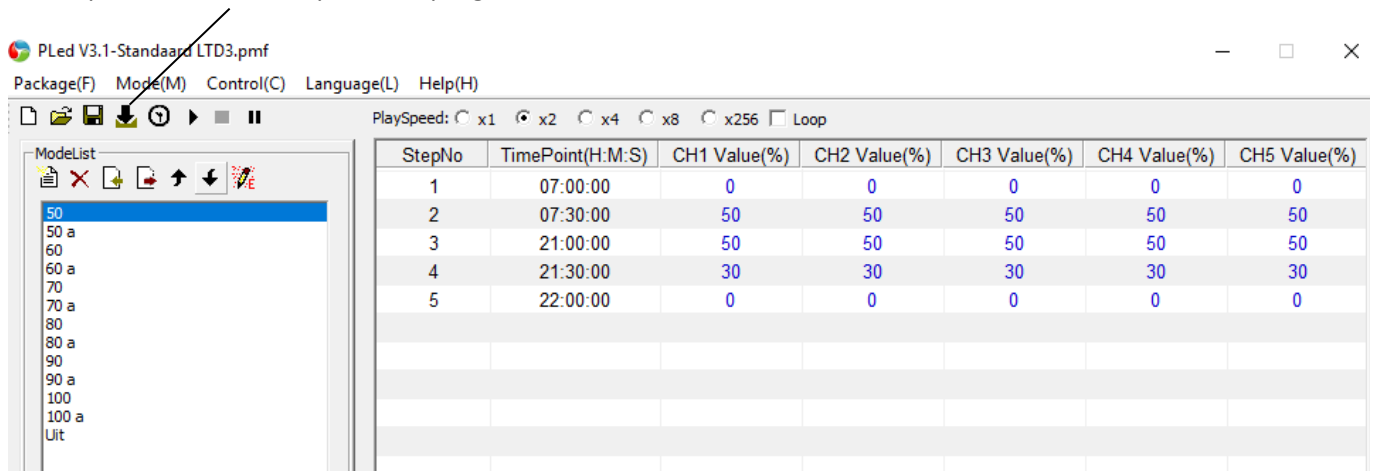 PLed V3.1-Standaard LTD3.pmf
Package(F) Mode(M) Control(C) Language(L) Help(H)
PlaySpeed: x1 x2 x4 x8 x256 Loop
ModeList
50
50 a
60
60 a
70
70 a
80
80 a
90
90 a
100
100 a
Uit
StepNo TimePoint(H:M:S) CH1 Value(%) CH2 Value(%) CH3 Value(%) CH4 Value(%) CH5 Value(%)
1 07:00:00 0 0 0 0 0
2 07:30:00 50 50 50 50 50
3 21:00:00 50 50 50 50 50
4 21:30:00 30 30 30 30 30
5 22:00:00 0 0 0 0 0